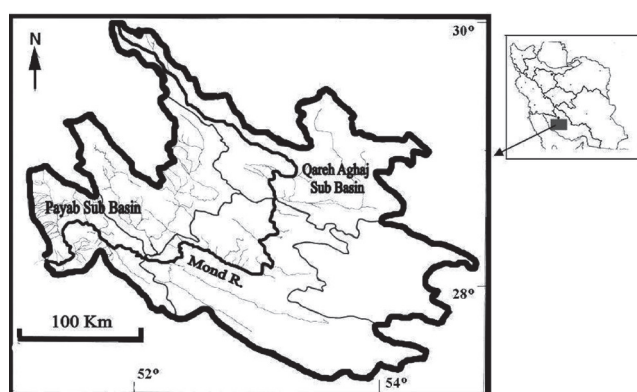 N
30°
Qareh Aghaj
Sub Basin
Payab Sub Basin
Mond R.
28°
100 Km
52°
54°